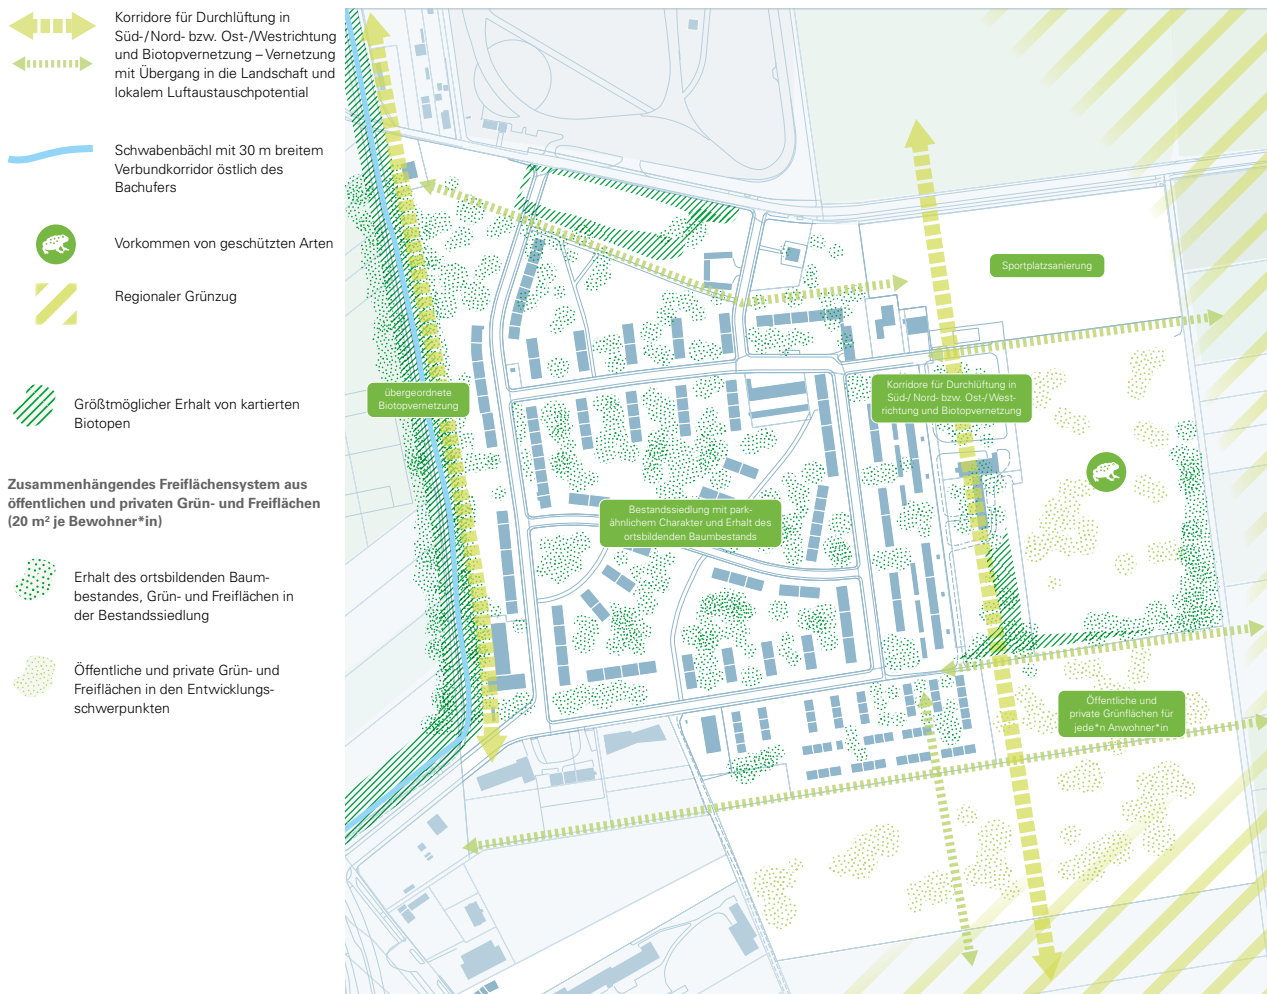 Korridore für Durchlüftung in
Süd-/Nord- bzw. Ost-/Westrichtung
und Biotopvernetzung – Vernetzung
mit Übergang in die Landschaft und
lokalem Luftaustauschpotential
Schwabenbächl mit 30 m breitem
Verbundkorridor östlich des
Bachufers
Vorkommen von geschützten Arten
Regionaler Grünzug
Größtmöglicher Erhalt von kartierten
Biotopen
Zusammenhängendes Freiflächensystem aus
öffentlichen und privaten Grün- und Freiflächen
(20 m² je Bewohner*in)
Erhalt des ortsbildenden Baum-
bestandes, Grün- und Freiflächen in
der Bestandssiedlung
Öffentliche und private Grün- und
Freiflächen in den Entwicklungs-
schwerpunkten
Sportplatzsanierung
übergeordnete
Biotopvernetzung
Korridore für Durchlüftung in
Süd-/ Nord- bzw. Ost-/West-
richtung und Biotopvernetzung
Bestandssiedlung mit park-
ähnlichem Charakter und Erhalt des
ortsbildenden Baumbestands
Öffentliche und
private Grünflächen für
jede*n Anwohner*in